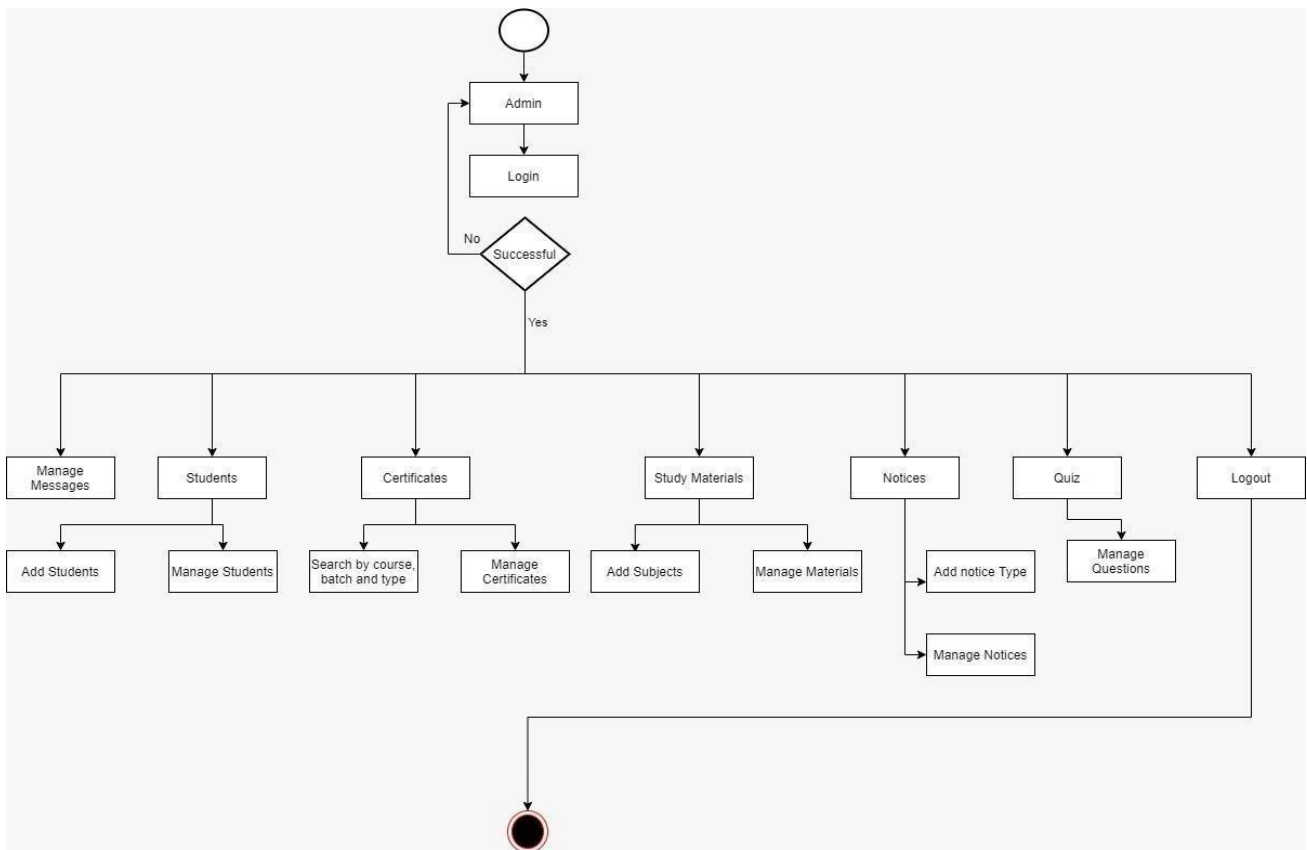 Admin
Login
No
Successful
Yes
Manage
Messages
Students
Certificates
Study Materials
Notices
Quiz
Logout
Add Students
Manage Students
Search by course,
batch and type
Manage
Certificates
Add Subjects
Manage Materials
Add notice Type
Manage
Questions
Manage Notices